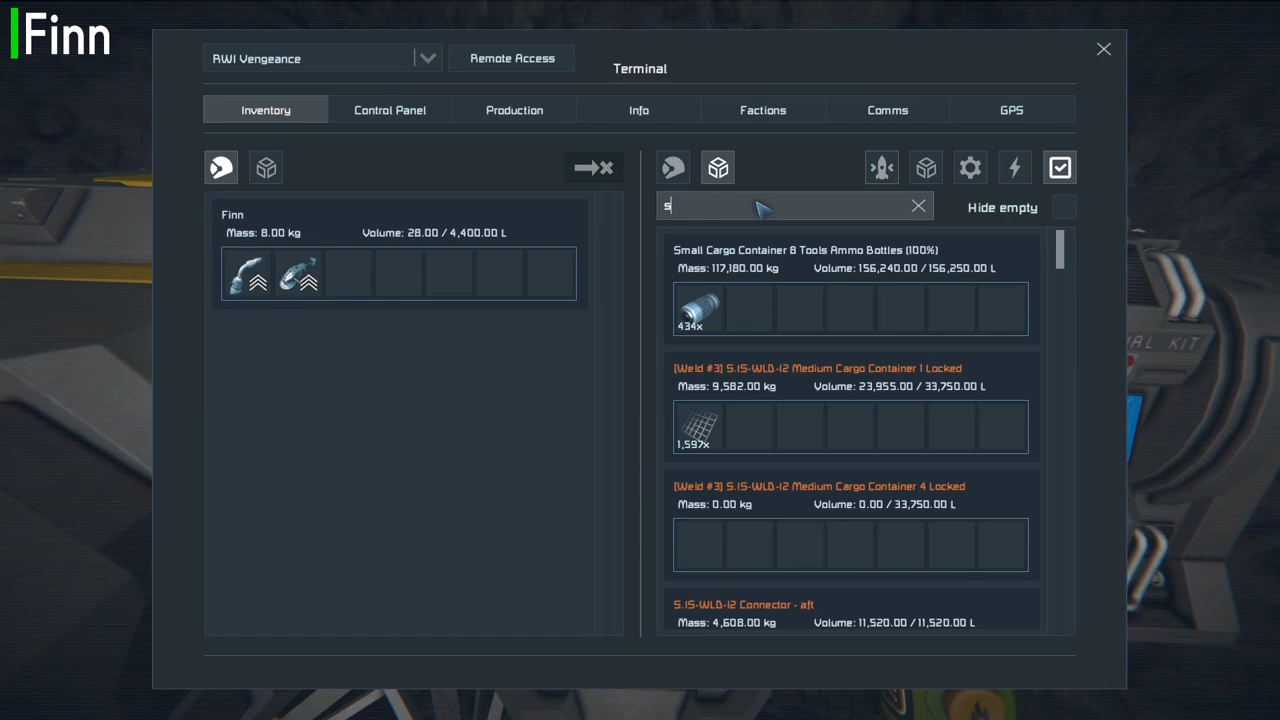 Finn
RWI Vengeance
Remote Access
Terminal
Inventory
Control Panel
Production
Info
Factions
Comms
GPS
s
Hide empty
Finn
Mass: 8.00 kg
Volume: 28.00 / 4,400.00 L
Small Cargo Container 8 Tools Ammo Bottles (100%)
Mass: 117,180.00 kg
Volume: 156,240.00 / 156,250.00 L
434x
[Weld #3] S.IS-WLD-12 Medium Cargo Container 1 Locked
Mass: 9,582.00 kg
Volume: 23,955.00 / 33,750.00 L
1,597x
[Weld #3] S.IS-WLD-12 Medium Cargo Container 4 Locked
Mass: 0.00 kg
Volume: 0.00 / 33,750.00 L
S.IS-WLD-12 Connector - aft
Mass: 4,608.00 kg
Volume: 11,520.00 / 11,520.00 L
KIT